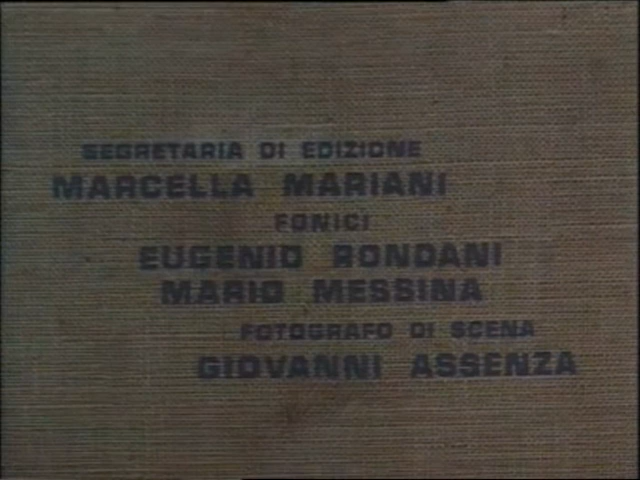 SEGRETARIA DI EDIZIONE
MARCELLA MARIANI
FONICI
EUGENIO RONDANI
MARIO MESSINA
FOTOGRAFO DI SCENA
GIOVANNI ASSENZA